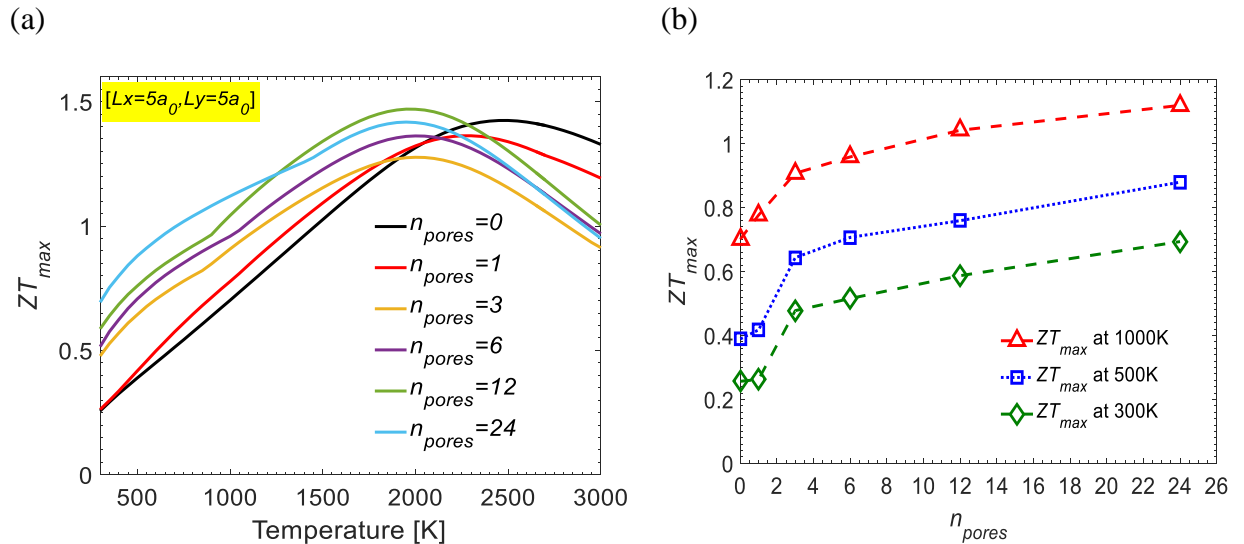 (a)
(b)
[Lx=5a0,Ly=5a0]
ZTmax
1.5
1
0.5
0
500 1000 1500 2000 2500 3000
Temperature [K]
npores=0
npores=1
npores=3
npores=6
npores=12
npores=24
ZTmax
1.2
1
0.8
0.6
0.4
0.2
0
0 2 4 6 8 10 12 14 16 18 20 22 24 26
npores
ZTmax at 1000K
ZTmax at 500K
ZTmax at 300K